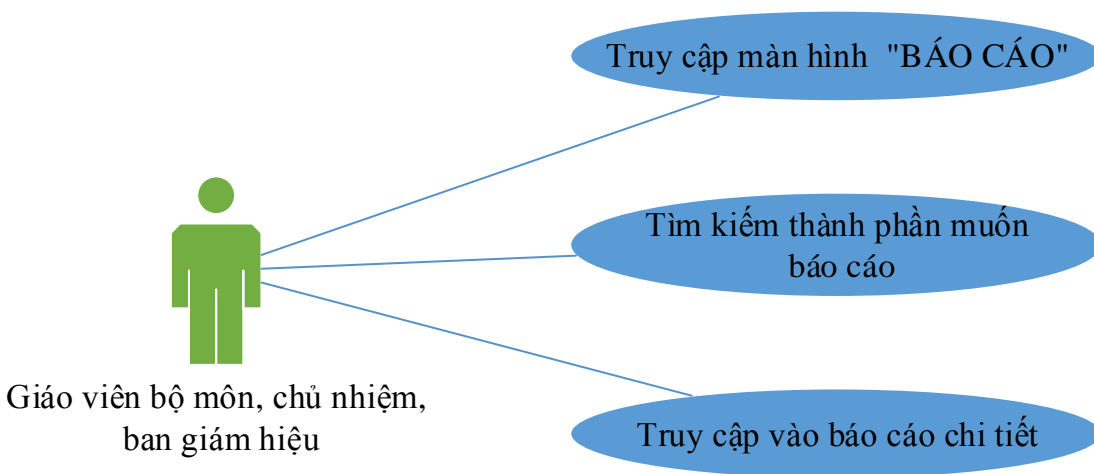 Truy cập màn hình "BÁO CÁO"
Tìm kiếm thành phần muốn
báo cáo
Giáo viên bộ môn, chủ nhiệm,
ban giám hiệu
Truy cập vào báo cáo chi tiết